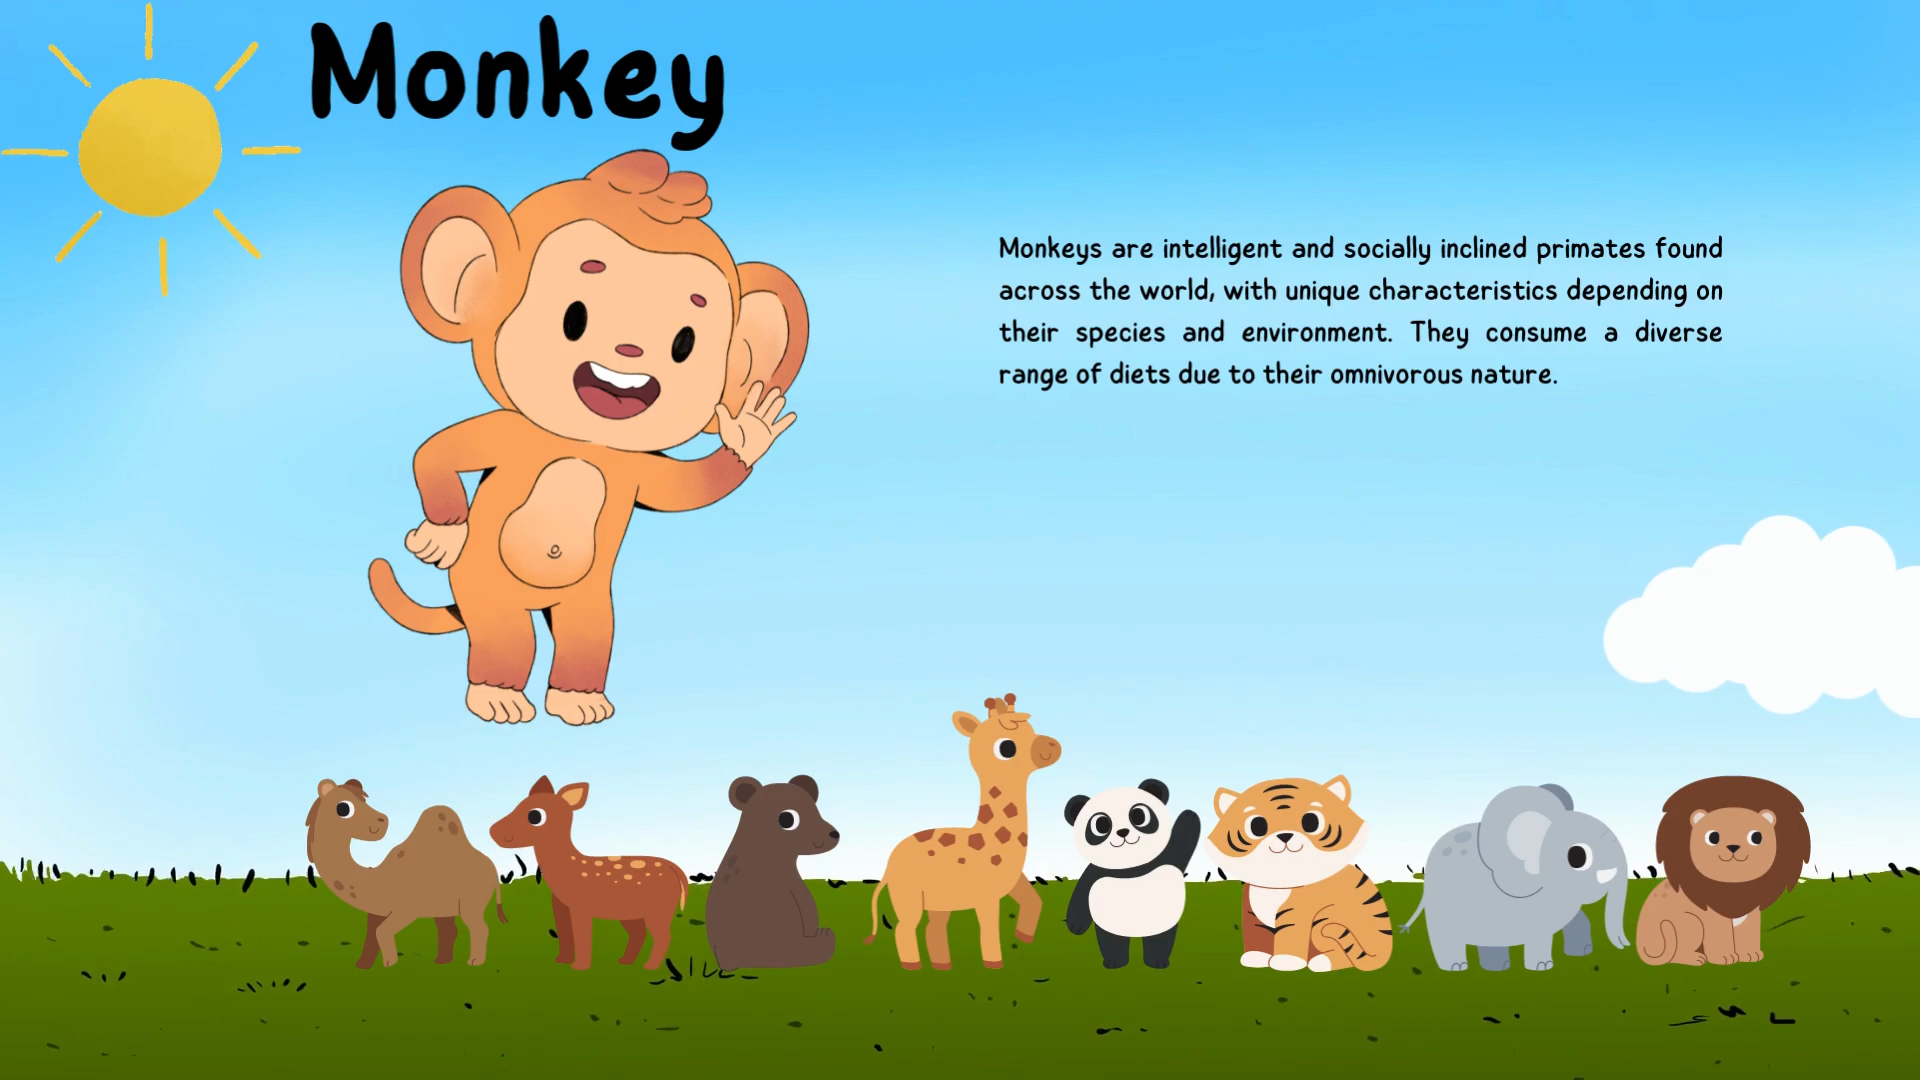 Monkey
Monkeys are intelligent and socially inclined primates found
across the world, with unique characteristics depending on
their species and environment. They consume a diverse
range of diets due to their omnivorous nature.